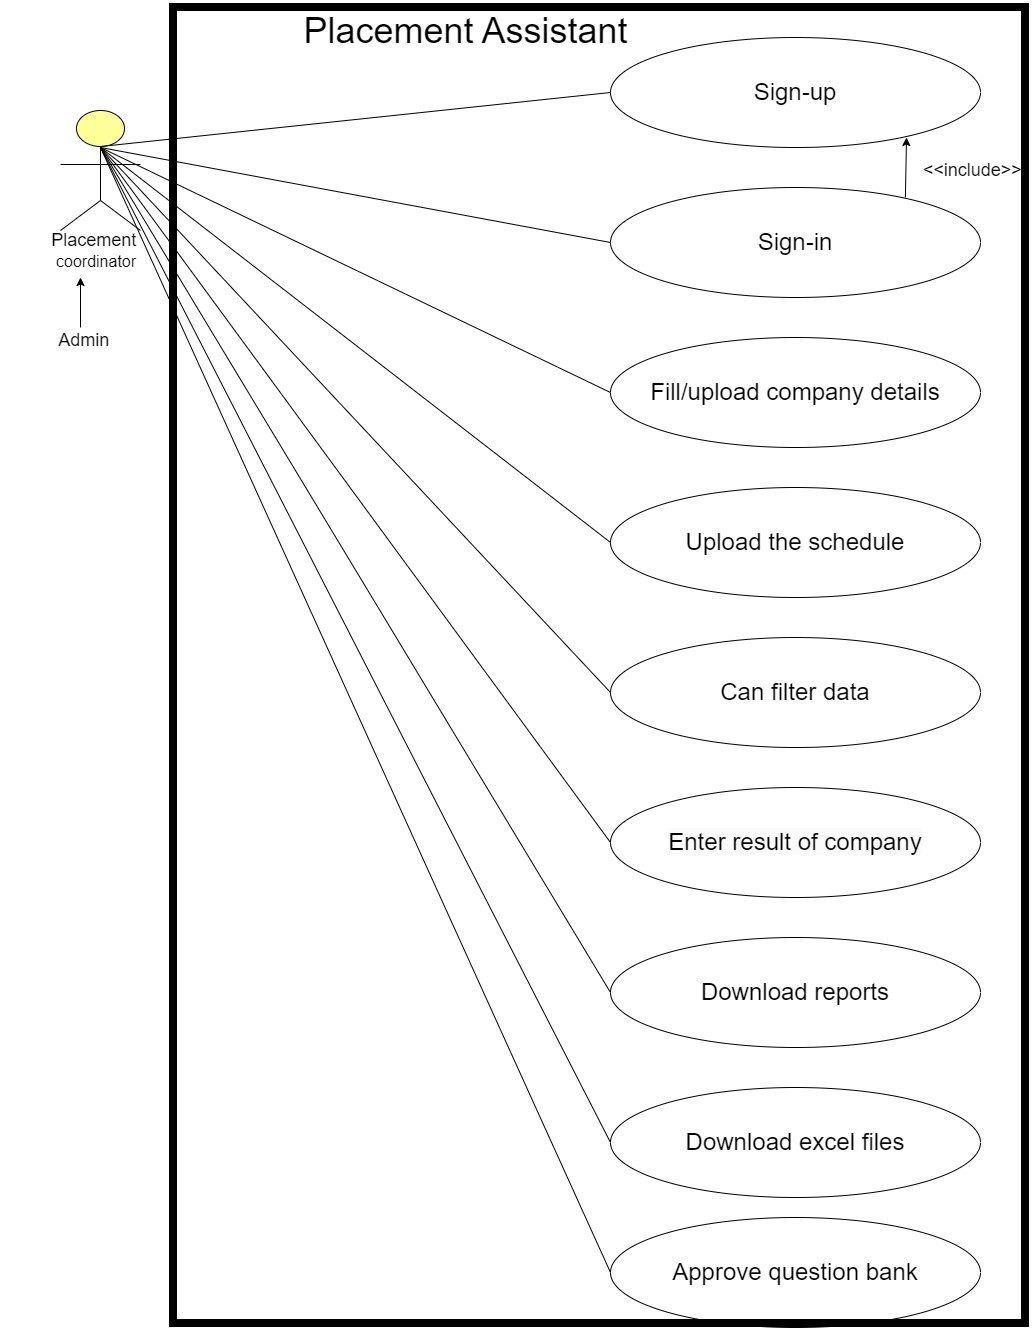 Placement Assistant
Sign-up
<<include>>
Sign-in
Placement
coordinator
Admin
Fill/upload company details
Upload the schedule
Can filter data
Enter result of company
Download reports
Download excel files
Approve question bank